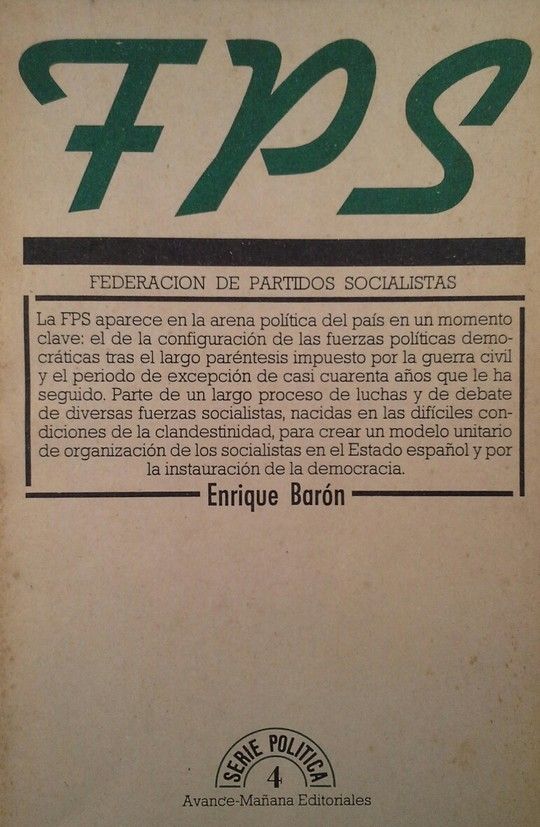 FPS
FEDERACION DE PARTIDOS SOCIALISTAS
La FPS aparece en la arena política del país en un momento
clave: el de la configuración de las fuerzas políticas demo-
cráticas tras el largo paréntesis impuesto por la guerra civil
y el periodo de excepción de casi cuarenta años que le ha
seguido. Parte de un largo proceso de luchas y de debate
de diversas fuerzas socialistas, nacidas en las difíciles con-
diciones de la clandestinidad, para crear un modelo unitario
de organización de los socialistas en el Estado español y por
la instauración de la democracia.
Enrique Barón
SERIE POLITICA
4
Avance-Mañana Editoriales